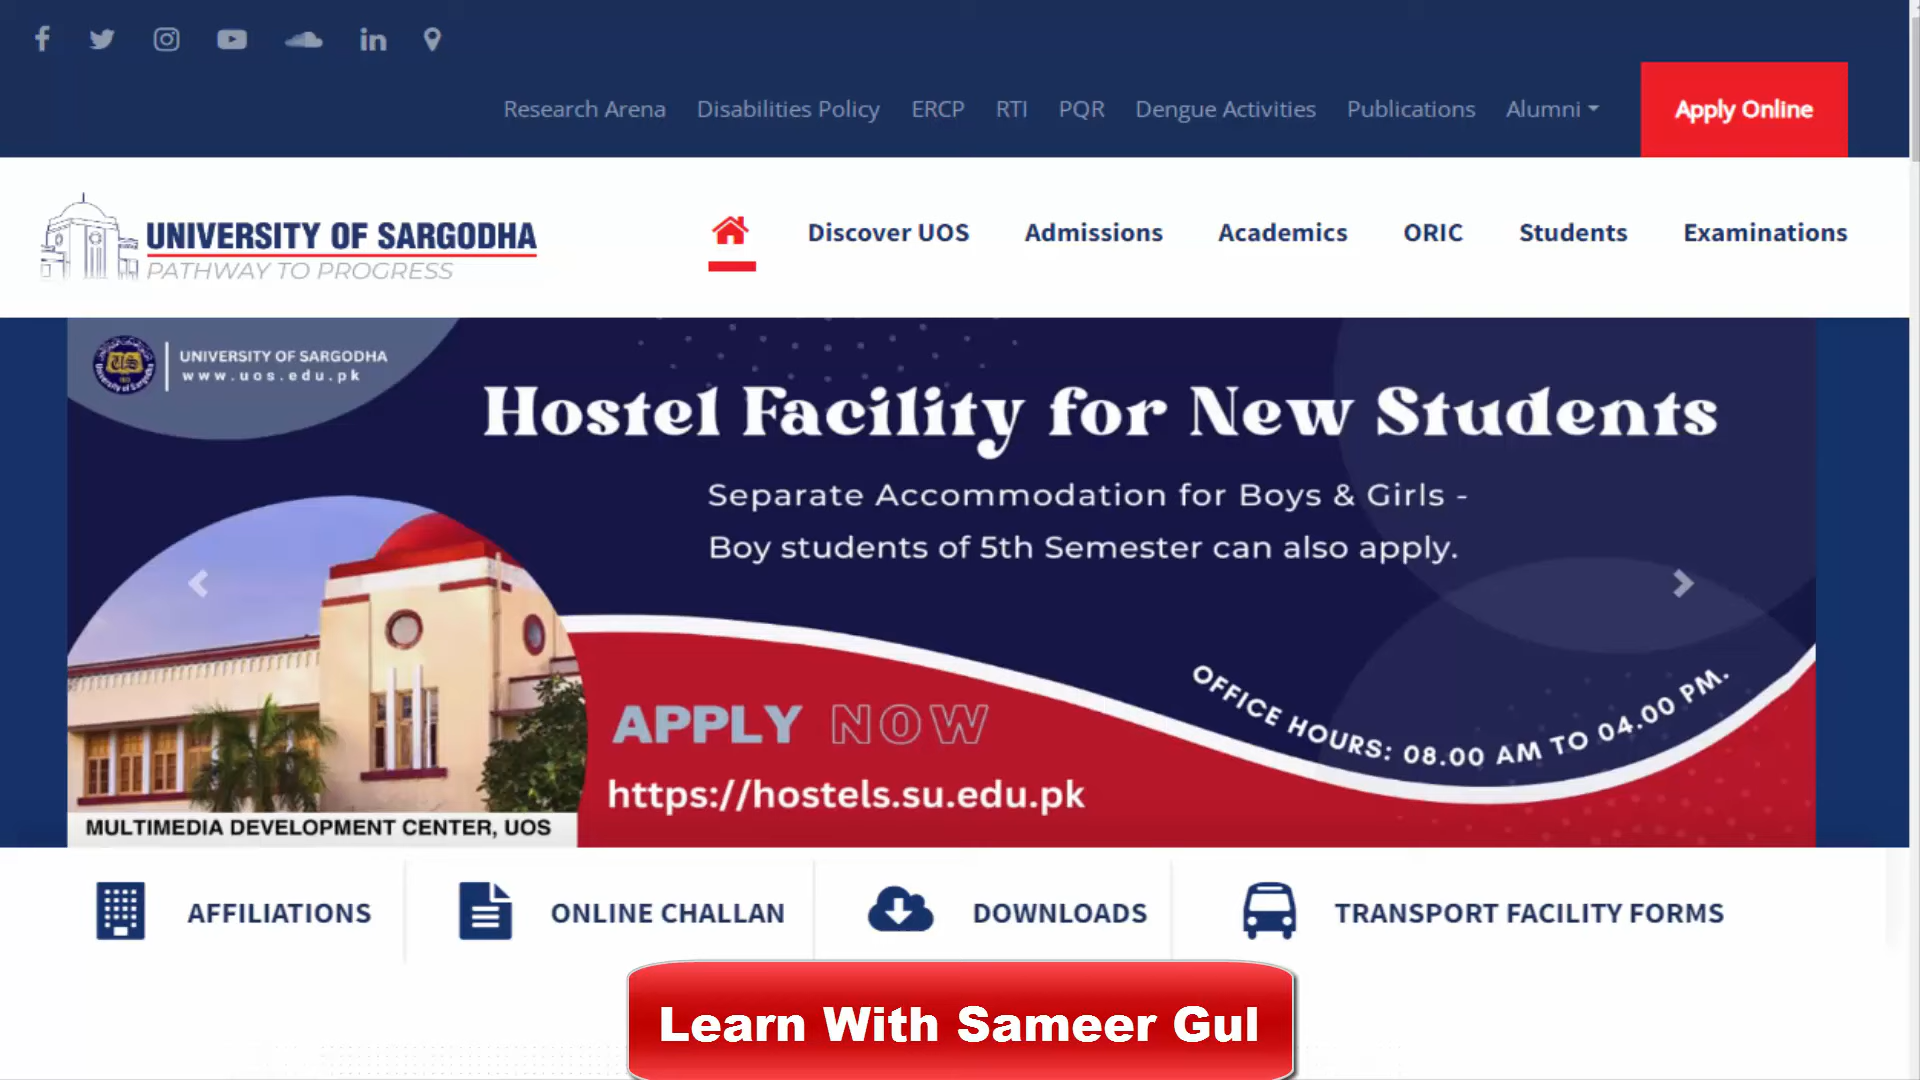 Research Arena
Disabilities Policy
ERCP
RTI
PQR
Dengue Activities
Publications
Alumni
Apply Online
UNIVERSITY OF SARGODHA
PATHWAY TO PROGRESS
Discover UOS
Admissions
Academics
ORIC
Students
Examinations
UNIVERSITY OF SARGODHA
www.uos.edu.pk
Hostel Facility for New Students
Separate Accommodation for Boys & Girls -
Boy students of 5th Semester can also apply.
OFFICE HOURS: 08.00 AM TO 04.00 PM.
APPLY NOW
https://hostels.su.edu.pk
MULTIMEDIA DEVELOPMENT CENTER, UOS
AFFILIATIONS
ONLINE CHALLAN
DOWNLOADS
TRANSPORT FACILITY FORMS
Learn With Sameer Gul